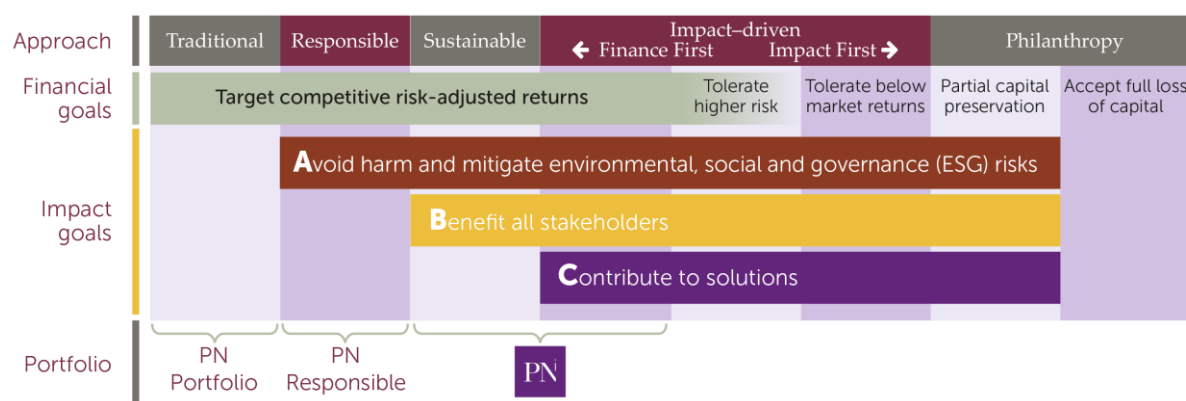 Approach
Traditional
Responsible
Sustainable
Impact–driven
← Finance First
Impact First →
Philanthropy
Financial
goals
Target competitive risk-adjusted returns
Tolerate
higher risk
Tolerate below
market returns
Partial capital
preservation
Accept full loss
of capital
Impact
goals
Avoid harm and mitigate environmental, social and governance (ESG) risks
Benefit all stakeholders
Contribute to solutions
Portfolio
PN
Portfolio
PN
Responsible
PNi